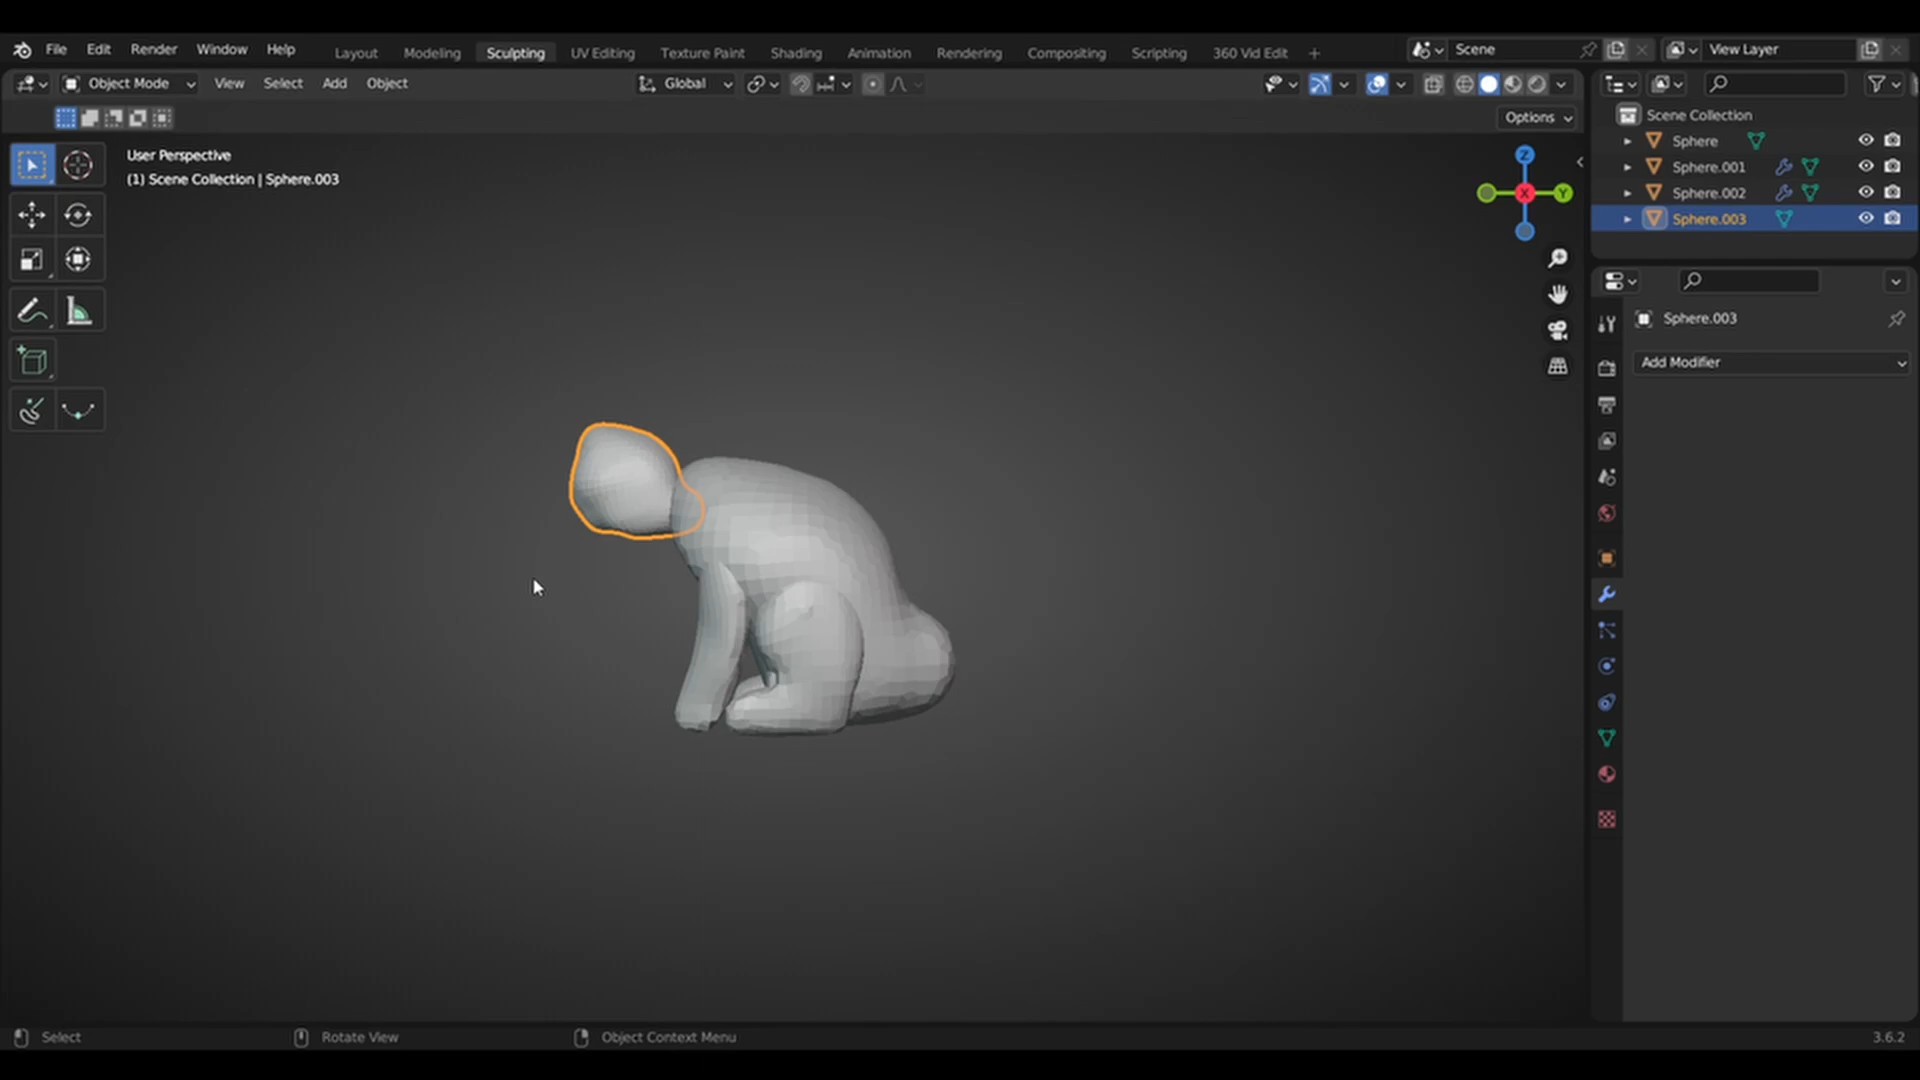 File Edit Render Window Help Layout Modeling Sculpting UV Editing Texture Paint Shading Animation Rendering Compositing Scripting 360 Vid Edit + Scene View Layer
Object Mode View Select Add Object Global
Options
User Perspective
(1) Scene Collection | Sphere.003
Z
X
Y
Scene Collection
Sphere
Sphere.001
Sphere.002
Sphere.003
Sphere.003
Add Modifier
Select Rotate View Object Context Menu 3.6.2